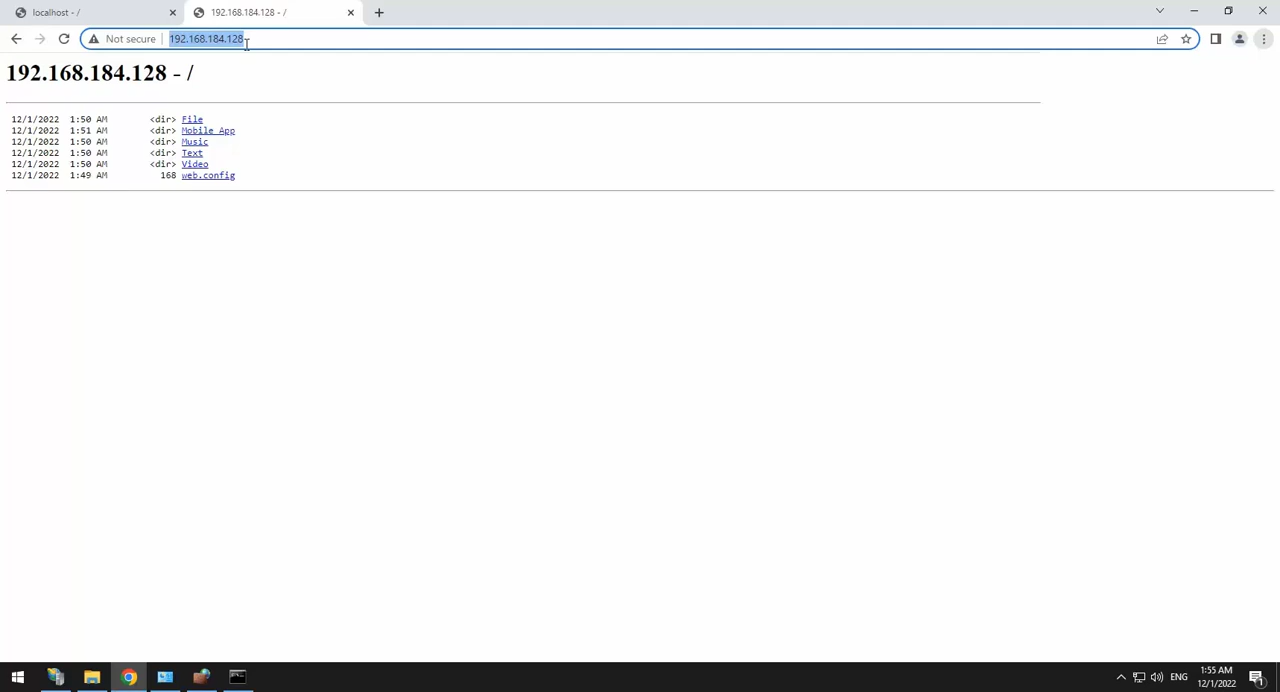 localhost - /
192.168.184.128 - /
Not secure
192.168.184.128
192.168.184.128 - /
12/1/2022 1:50 AM <dir> File
12/1/2022 1:51 AM <dir> Mobile App
12/1/2022 1:50 AM <dir> Music
12/1/2022 1:50 AM <dir> Text
12/1/2022 1:50 AM <dir> Video
12/1/2022 1:49 AM 168 web.config
ENG
1:55 AM
12/1/2022
1